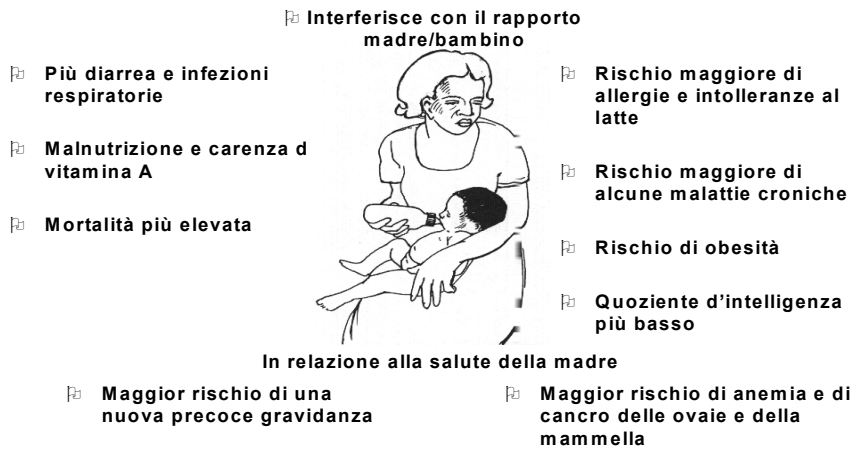 Interferisce con il rapporto
madre/bambino
Più diarrea e infezioni
respiratorie
Malnutrizione e carenza d
vitamina A
Mortalità più elevata
Rischio maggiore di
allergie e intolleranze al
latte
Rischio maggiore di
alcune malattie croniche
Rischio di obesità
Quoziente d’intelligenza
più basso
In relazione alla salute della madre
Maggior rischio di una
nuova precoce gravidanza
Maggior rischio di anemia e di
cancro delle ovaie e della
mammella